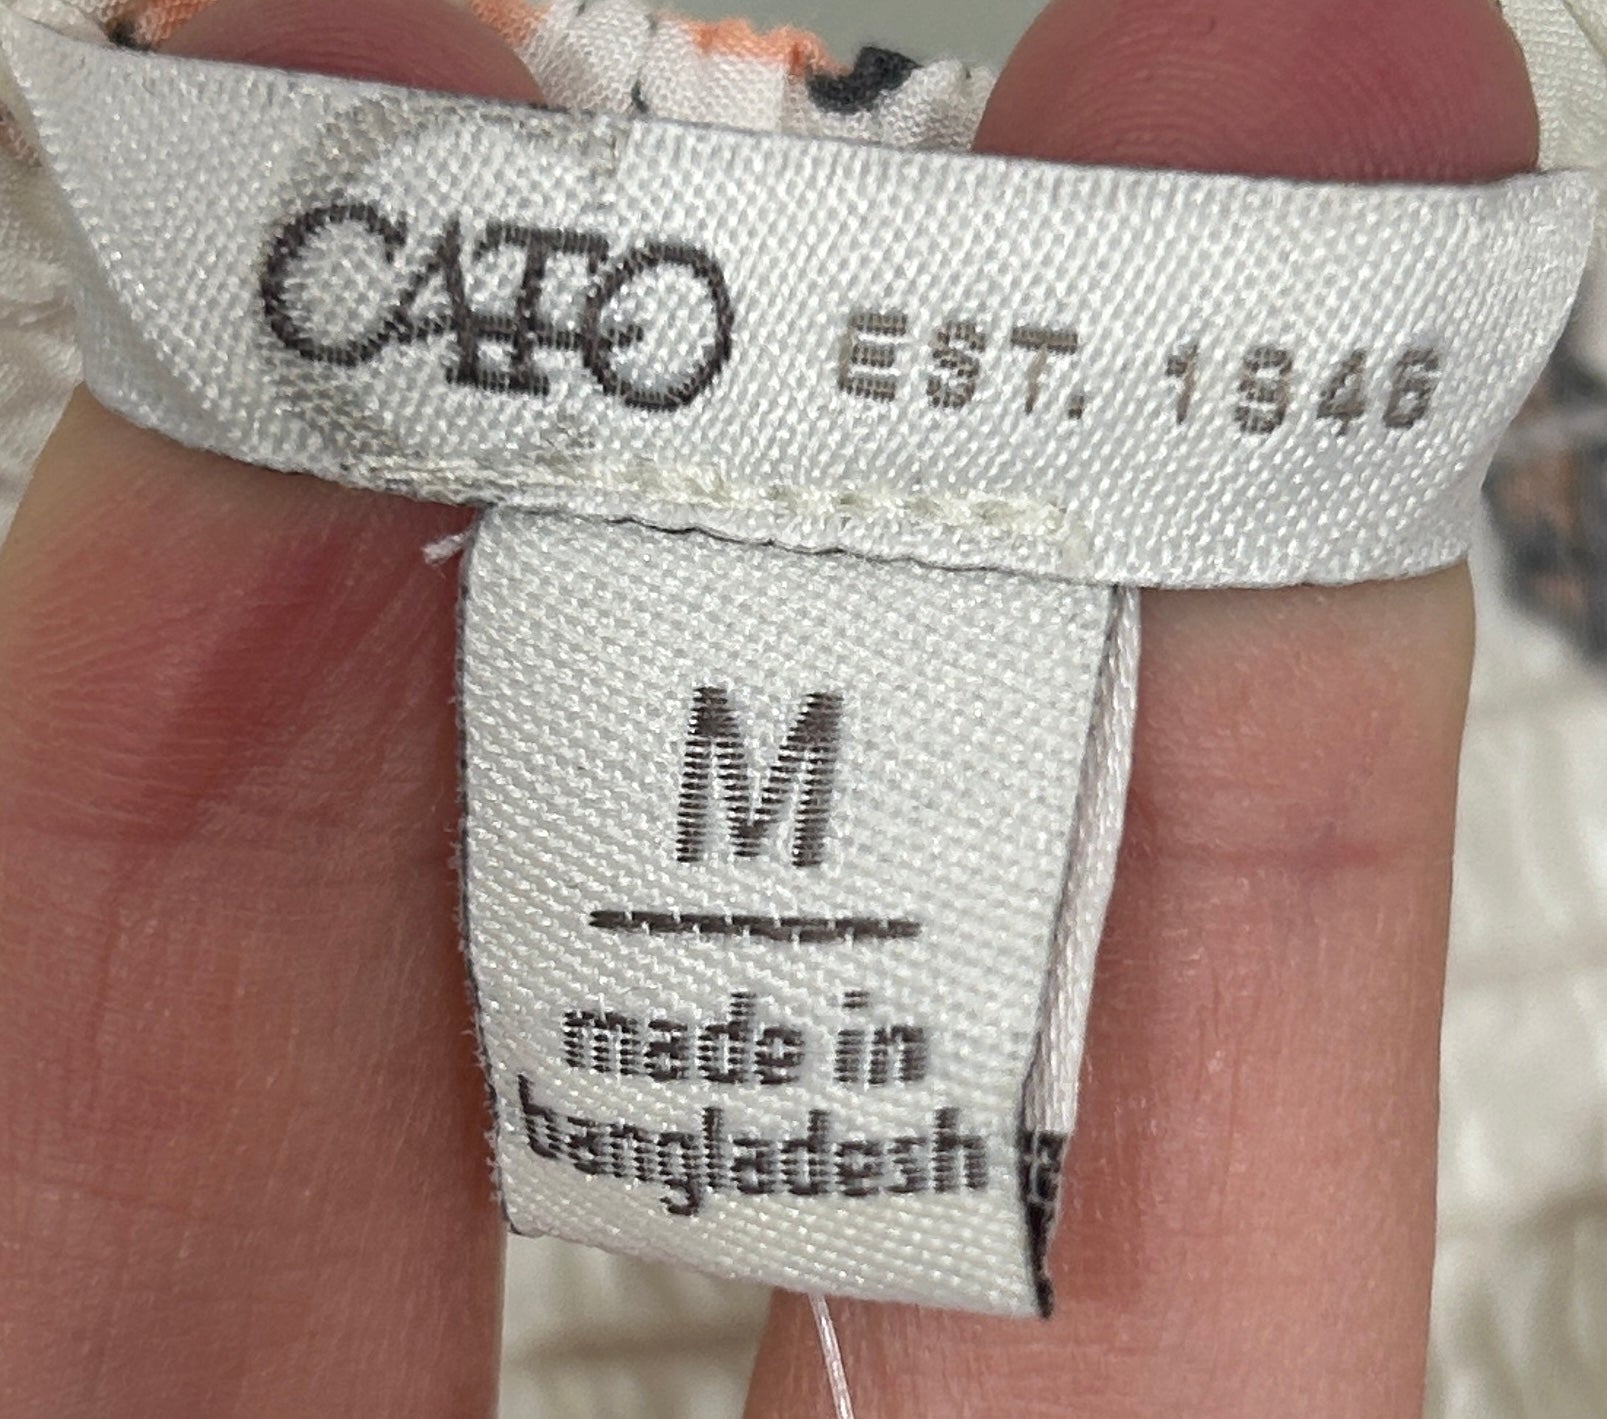 CATO EST. 1946
M
made in
bangladesh